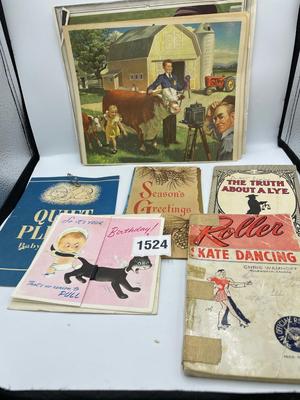 Season's
Greetings
THE TRUTH
ABOUT A LYE
QUIET
So it's your
Birthday!
1524
That's no reason to PULL
Roller
SKATE DANCING